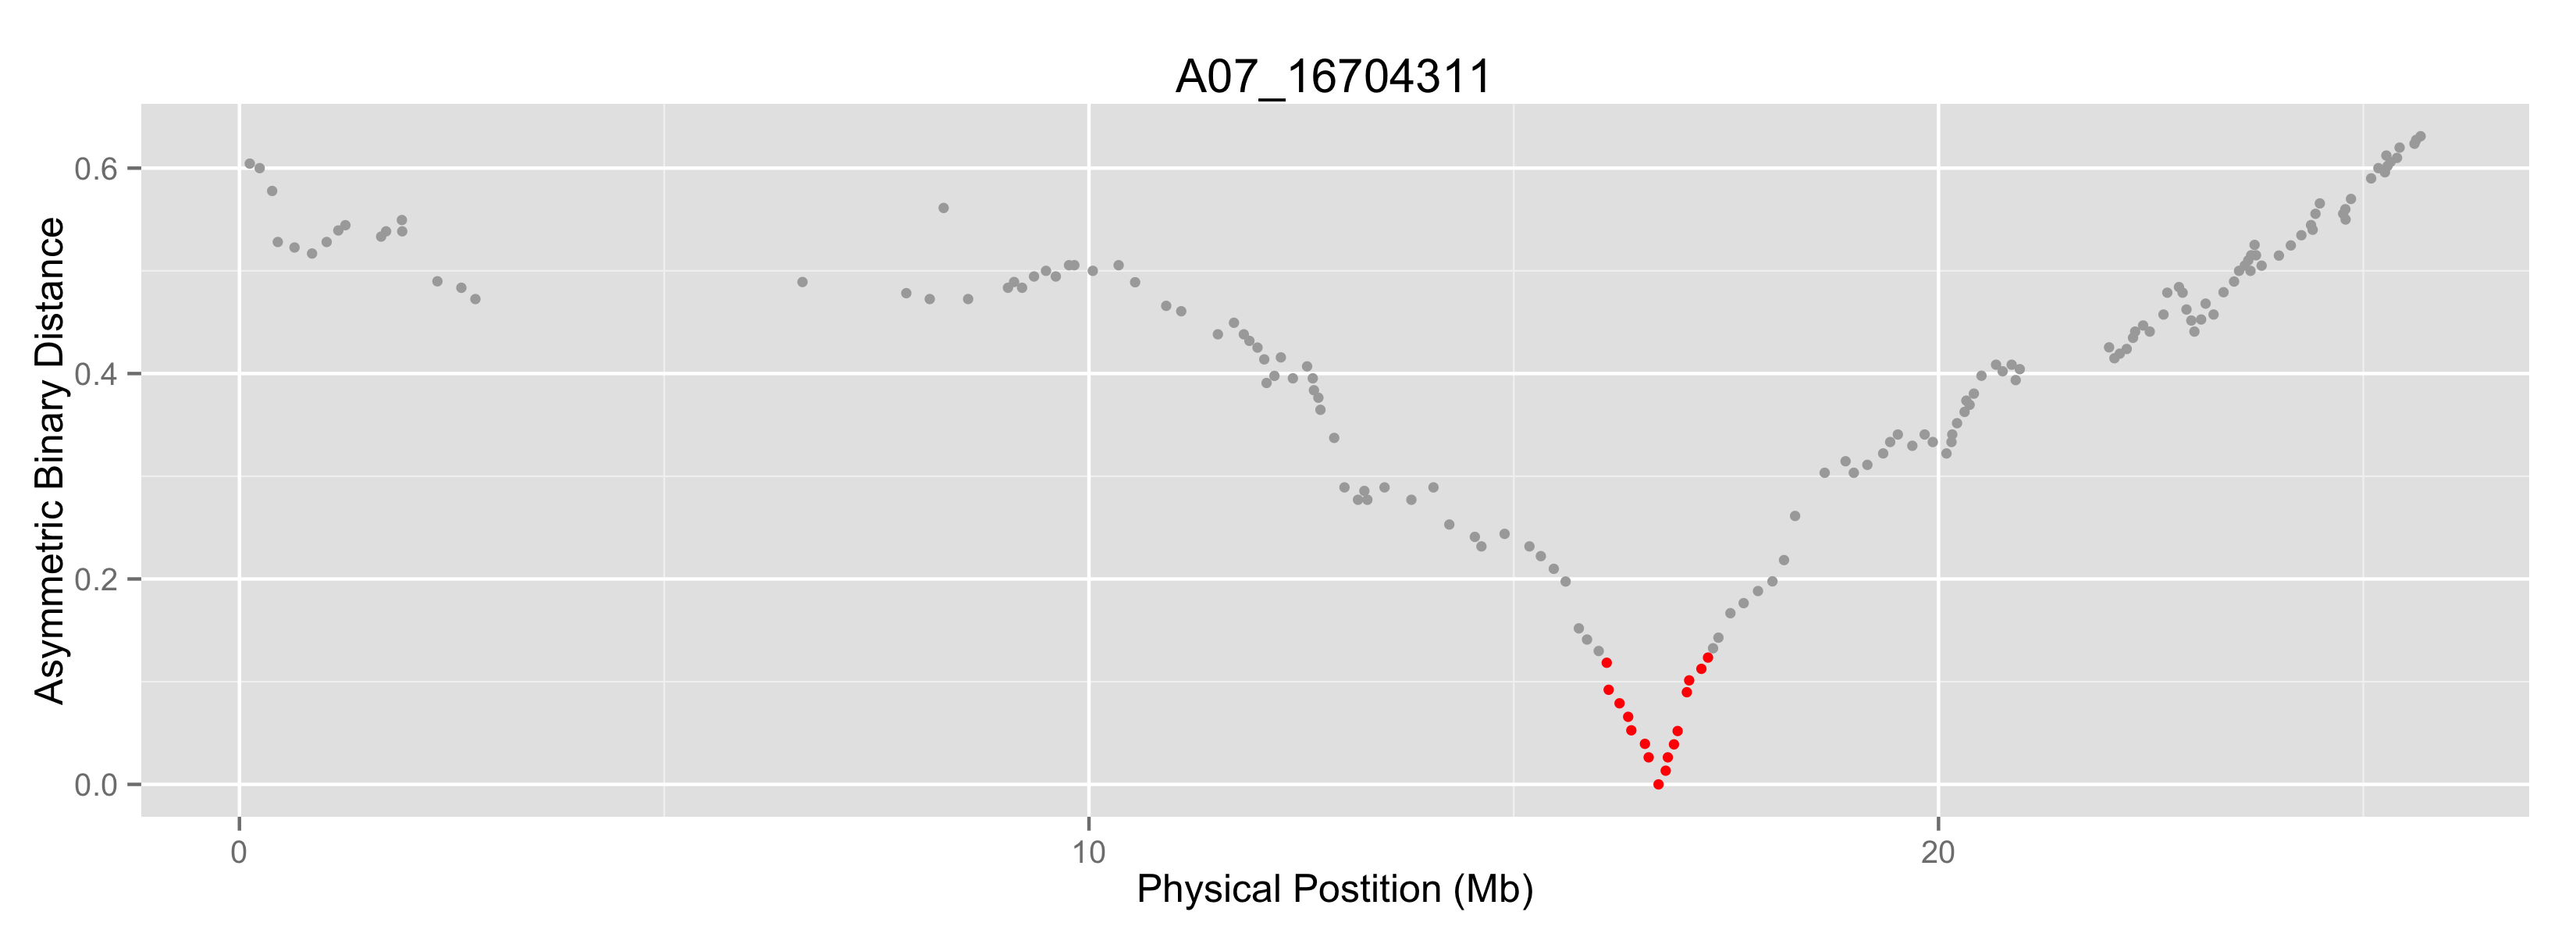 A07_16704311
Asymmetric Binary Distance
0.6
0.4
0.2
0.0
0 10 20
Physical Postition (Mb)